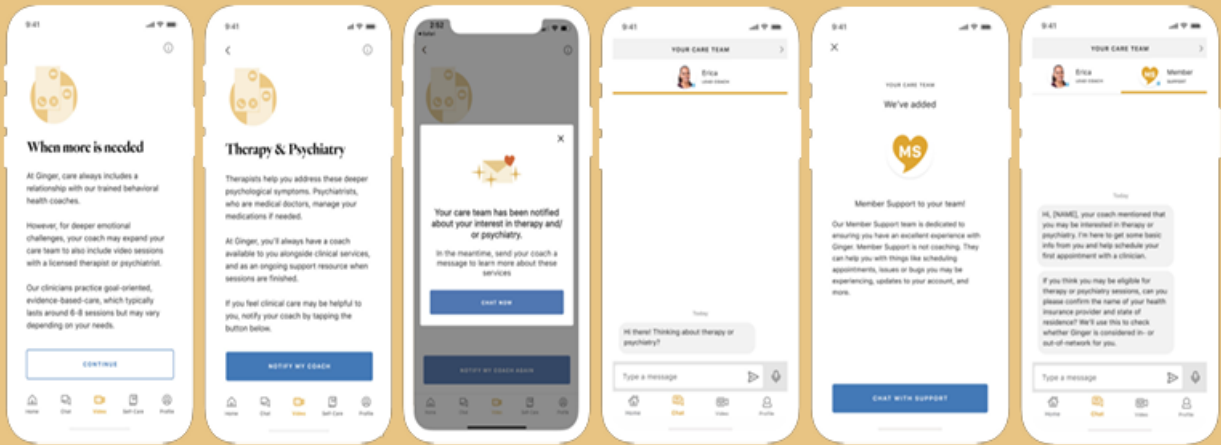 9:41
When more is needed
At Ginger, care always includes a
relationship with our trained behavioral
health coaches.
However, for deeper emotional
challenges, your coach may expand your
care team to also include video sessions
with a licensed therapist or psychiatrist.
Our clinicians practice goal-oriented,
evidence-based-care, which typically
lasts around 6-8 sessions but may vary
depending on your needs.
CONTINUE
Home
Chat
Video
Self-Care
Profile
9:41
Therapy & Psychiatry
Therapists help you address these deeper
psychological symptoms. Psychiatrists,
who are medical doctors, manage your
medications if needed.
At Ginger, you'll always have a coach
available to you alongside clinical services,
and as an ongoing support resource when
sessions are finished.
If you feel clinical care may be helpful to
you, notify your coach by tapping the
button below.
NOTIFY MY COACH
Home
Chat
Video
Self-Care
Profile
2:52
Your care team has been notified
about your interest in therapy and/
or psychiatry.
In the meantime, send your coach a
message to learn more about these
services
CHAT NOW
NOTIFY MY COACH AGAIN
Home
Chat
Video
Self-Care
Profile
9:41
YOUR CARE TEAM
Erica
LEAD COACH
Today
Hi there! Thinking about therapy or
psychiatry?
Type a message
Home
Chat
Video
Profile
9:41
YOUR CARE TEAM
We've added
MS
Member Support to your team!
Our Member Support team is dedicated to
ensuring you have an excellent experience with
Ginger. Member Support is not coaching. They
can help you with things like scheduling
appointments, issues or bugs you may be
experiencing, updates to your account, and
more.
CHAT WITH SUPPORT
9:41
YOUR CARE TEAM
Erica
LEAD COACH
MS
Member
SUPPORT
Today
Hi, [NAME], your coach mentioned that
you may be interested in therapy or
psychiatry. I'm here to get some basic
info from you and help schedule your
first appointment with a clinician.
If you think you may be eligible for
therapy or psychiatry sessions, can you
please confirm the name of your health
insurance provider and state of
residence? We'll use this to check
whether Ginger is considered in- or
out-of-network for you.
Type a message
Home
Chat
Video
Profile